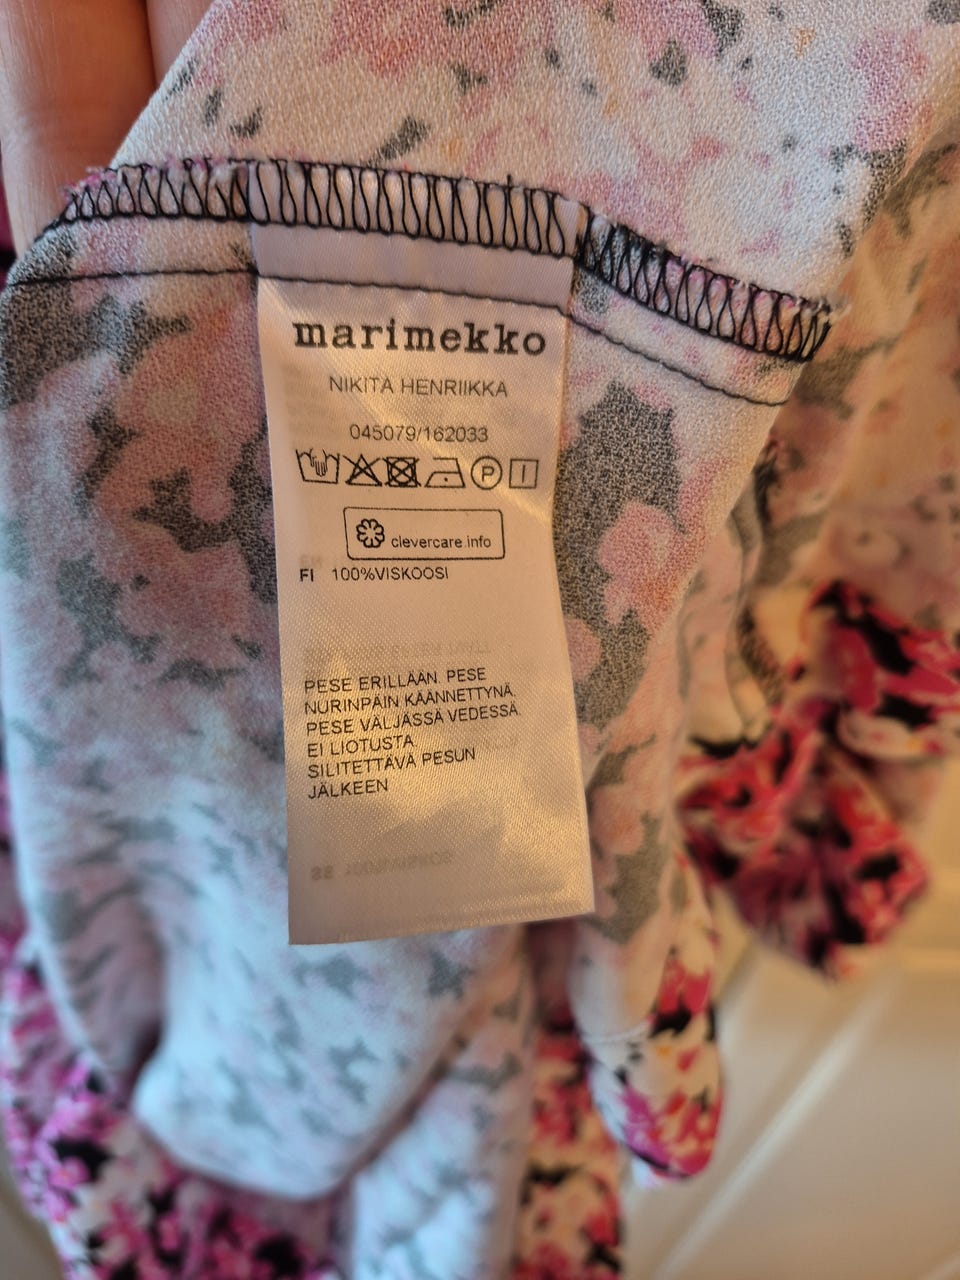 marimekko
NIKITA HENRIIKKA
045079/162033
P
clevercare.info
FI 100%VISKOOSI
PESE ERILLÄÄN. PESE
NURINPÄIN KÄÄNNETTYNÄ.
PESE VÄLJÄSSÄ VEDESSÄ.
EI LIOTUSTA.
SILITETTÄVÄ PESUN
JÄLKEEN